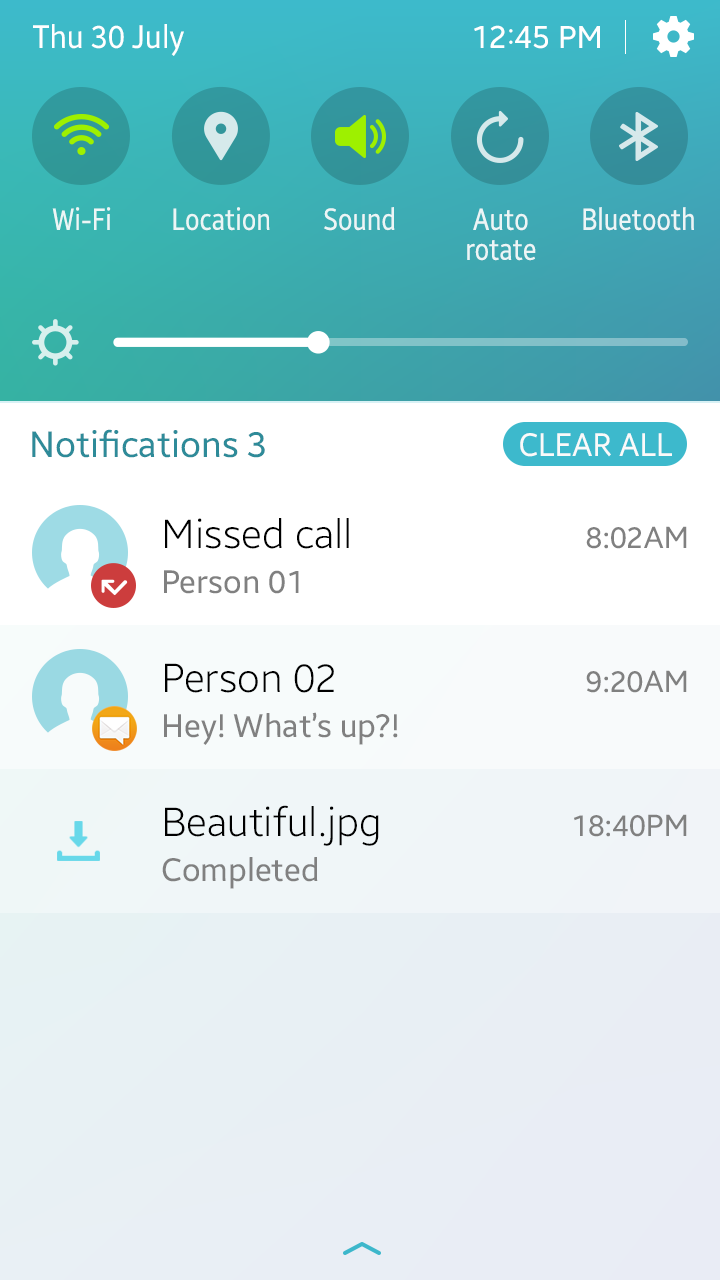 Thu 30 July 12:45 PM
Wi-Fi Location Sound Auto rotate Bluetooth
Notifications 3 CLEAR ALL
Missed call 8:02AM
Person 01
Person 02 9:20AM
Hey! What’s up?!
Beautiful.jpg 18:40PM
Completed